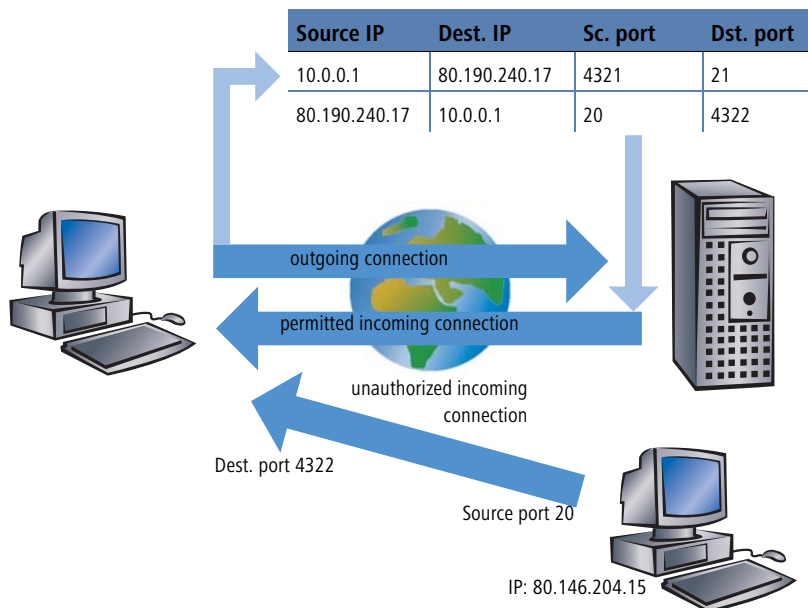 Source IP Dest. IP Sc. port Dst. port
10.0.0.1 80.190.240.17 4321 21
80.190.240.17 10.0.0.1 20 4322
outgoing connection
permitted incoming connection
unauthorized incoming
connection
Dest. port 4322
Source port 20
IP: 80.146.204.15